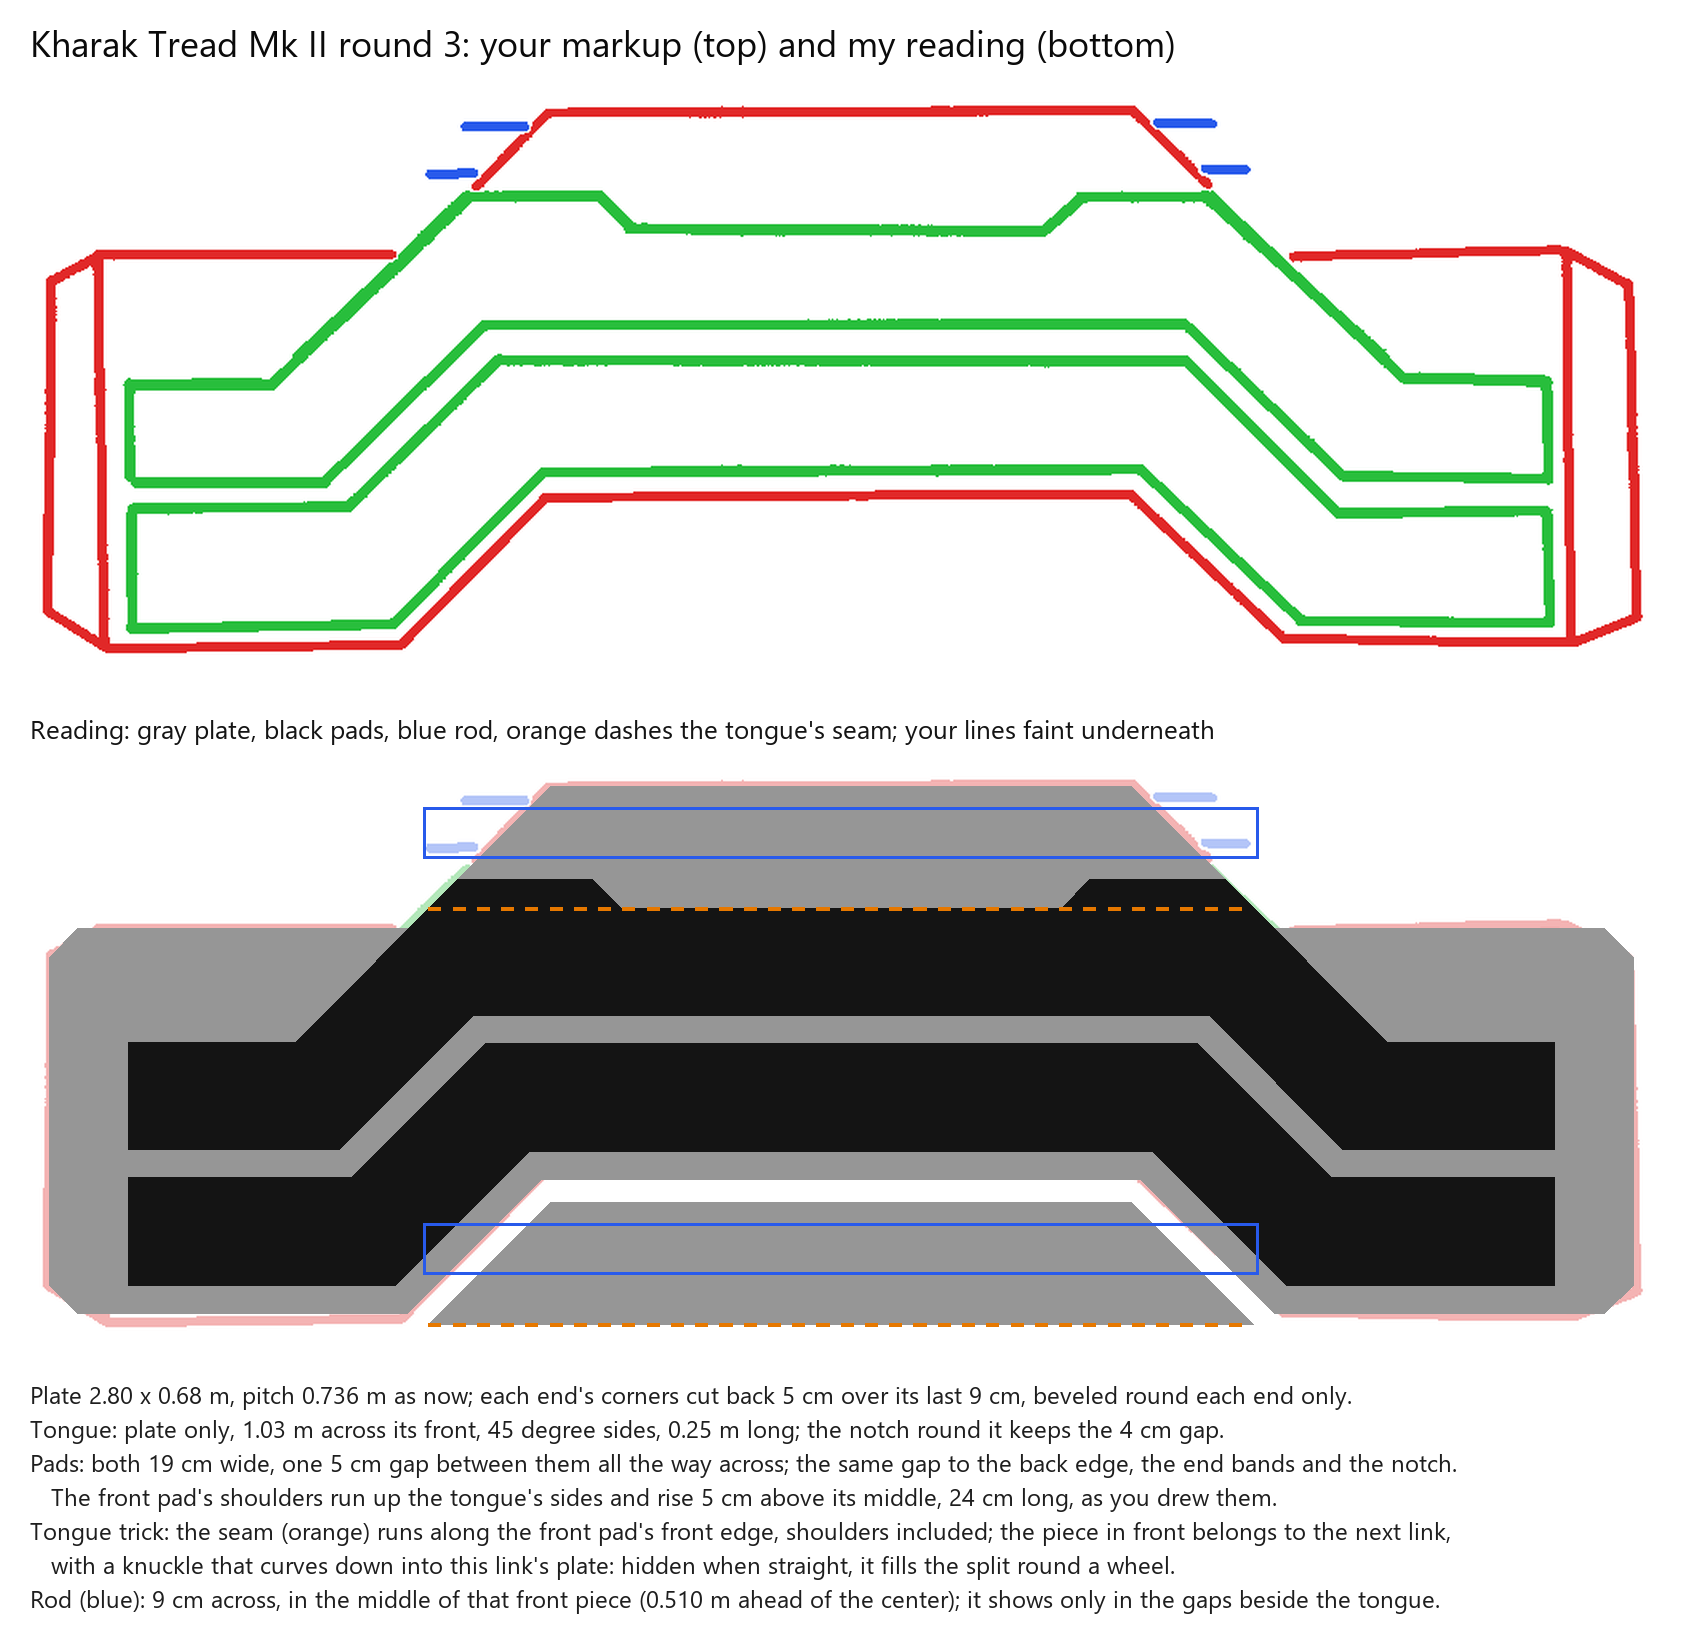 Kharak Tread Mk II round 3: your markup (top) and my reading (bottom)
Reading: gray plate, black pads, blue rod, orange dashes the tongue's seam; your lines faint underneath
Plate 2.80 x 0.68 m, pitch 0.736 m as now; each end's corners cut back 5 cm over its last 9 cm, beveled round each end only.
Tongue: plate only, 1.03 m across its front, 45 degree sides, 0.25 m long; the notch round it keeps the 4 cm gap.
Pads: both 19 cm wide, one 5 cm gap between them all the way across; the same gap to the back edge, the end bands and the notch.
The front pad's shoulders run up the tongue's sides and rise 5 cm above its middle, 24 cm long, as you drew them.
Tongue trick: the seam (orange) runs along the front pad's front edge, shoulders included; the piece in front belongs to the next link,
with a knuckle that curves down into this link's plate: hidden when straight, it fills the split round a wheel.
Rod (blue): 9 cm across, in the middle of that front piece (0.510 m ahead of the center); it shows only in the gaps beside the tongue.